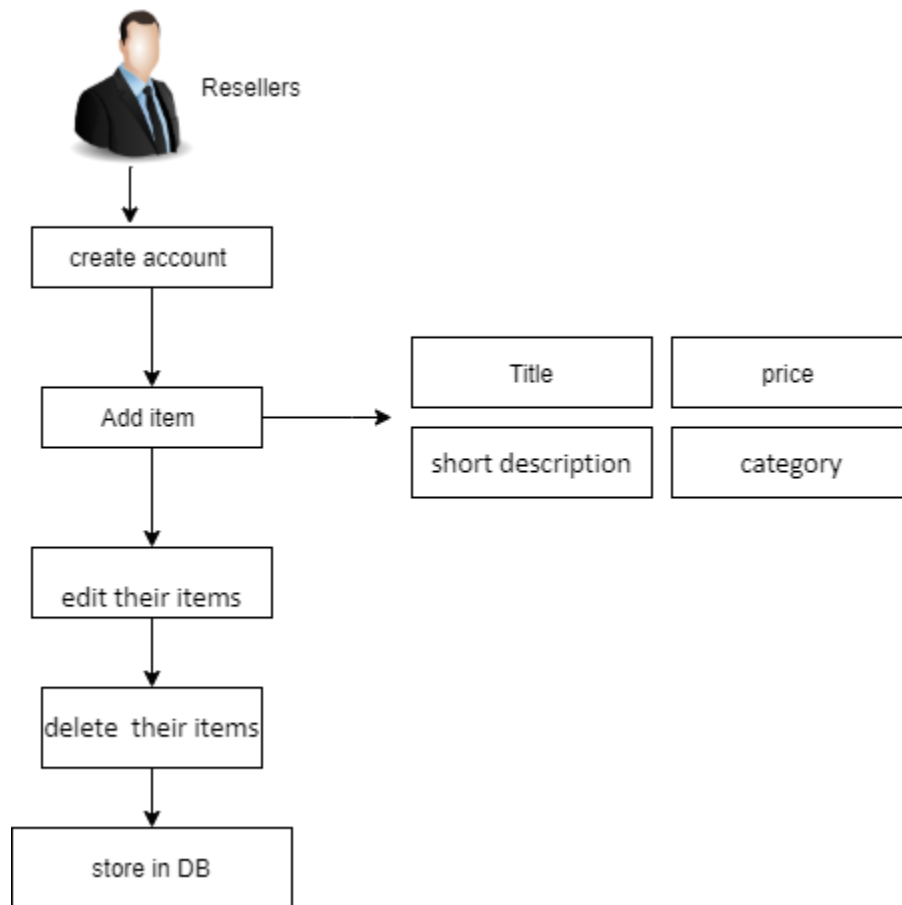 Resellers
create account
Title
price
Add item
short description
category
edit their items
delete  their items
store in DB